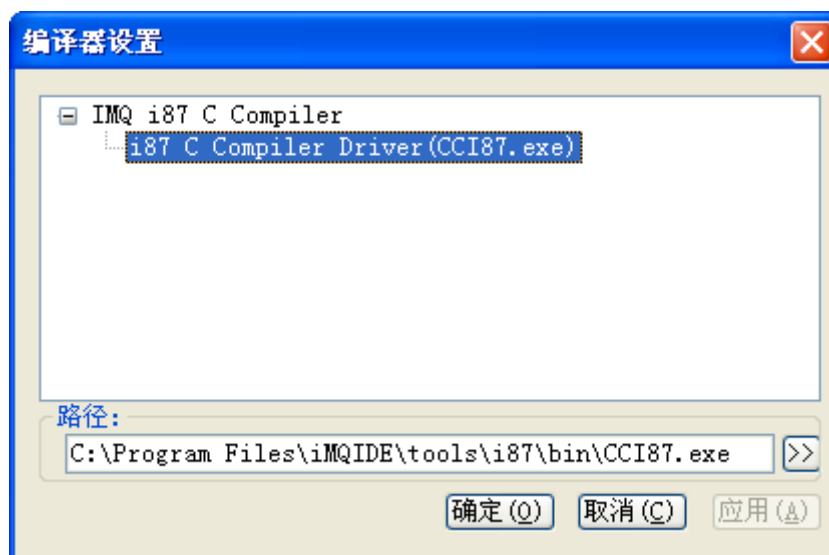 编译器设置
IMQ i87 C Compiler
i87 C Compiler Driver(CCI87.exe)
路径:
C:\Program Files\iMQIDE\tools\i87\bin\CCI87.exe >>
确定(O) 取消(C) 应用(A)